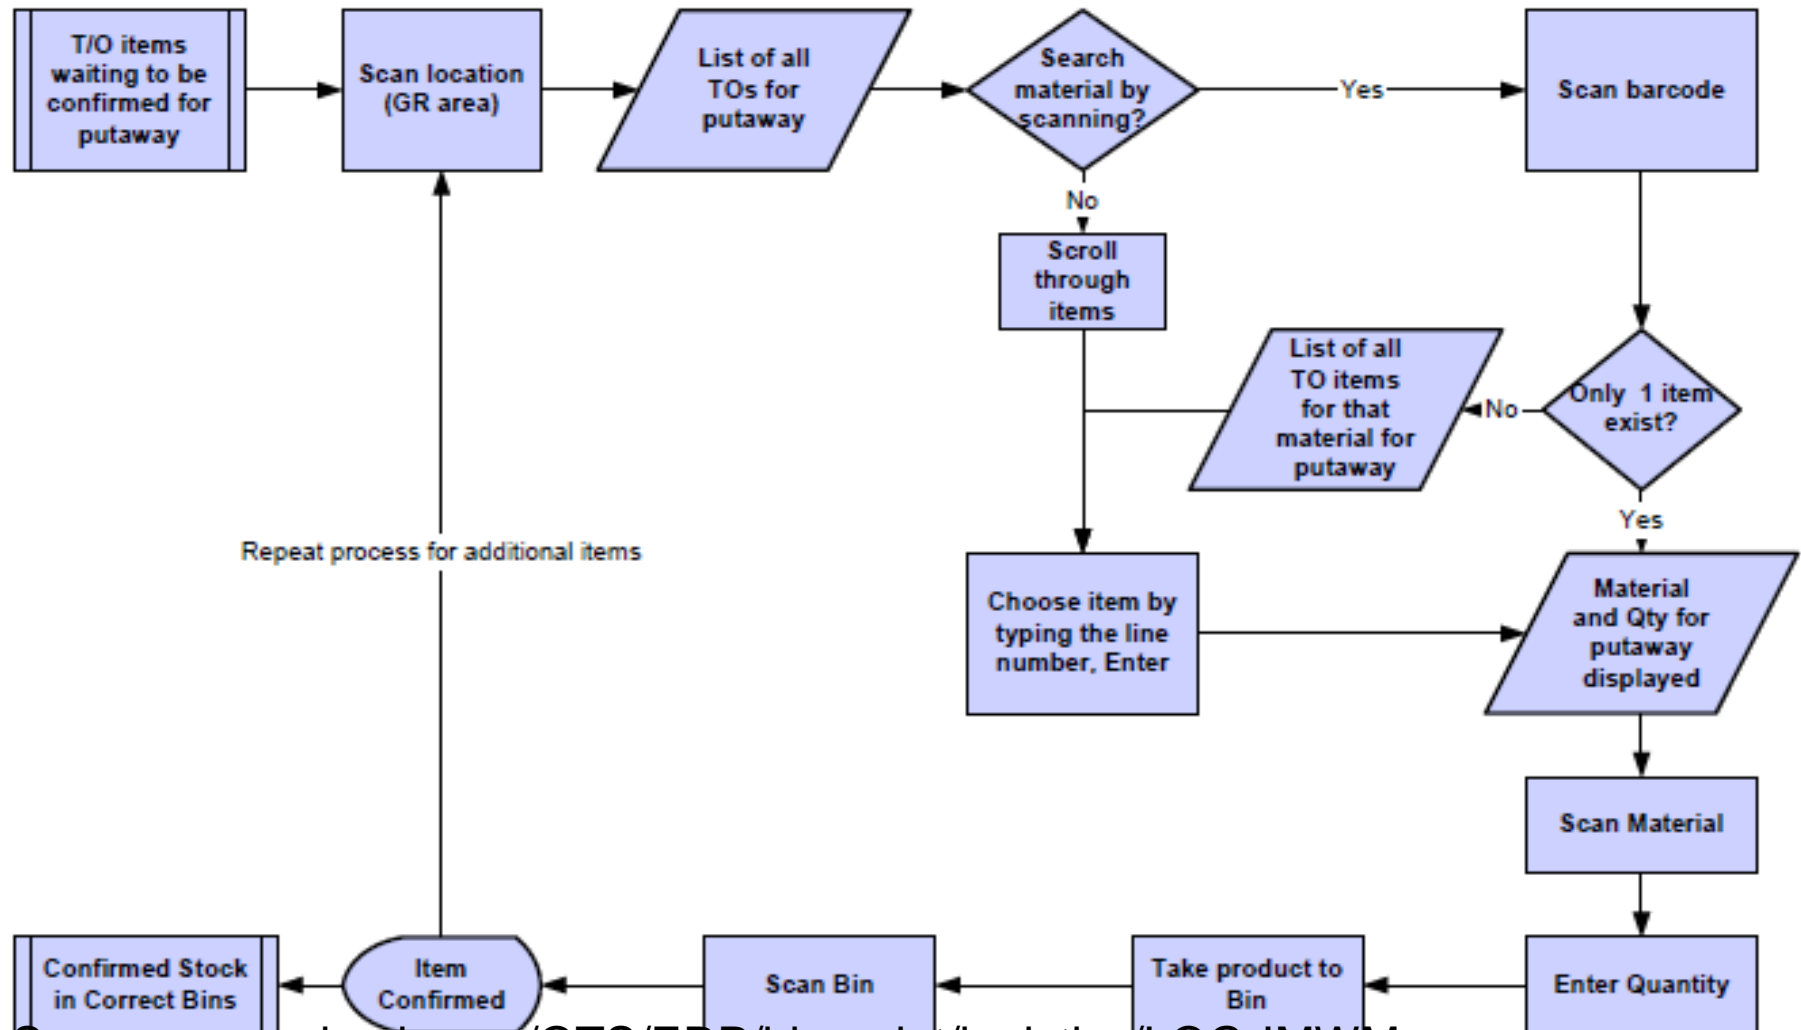 T/O items
waiting to be
confirmed for
putaway
Scan location
(GR area)
List of all
TOs for
putaway
Search
material by
scanning?
Yes
Scan barcode
No
Scroll
through
items
List of all
TO items
for that
material for
putaway
No
Only 1 item
exist?
Yes
Repeat process for additional items
Choose item by
typing the line
number, Enter
Material
and Qty for
putaway
displayed
Scan Material
Confirmed Stock
in Correct Bins
Item
Confirmed
Scan Bin
Take product to
Bin
Enter Quantity